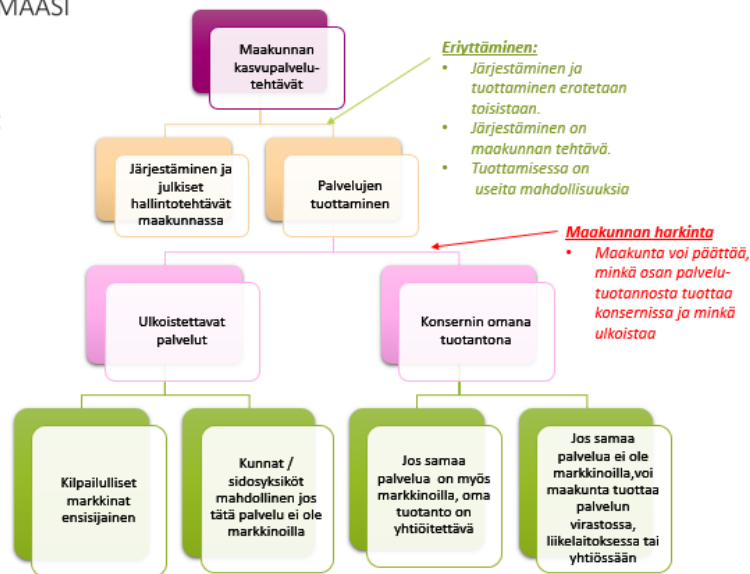 MAASI
Maakunnan
kasvupalvelu-
tehtävät
Eriyttäminen:
• Järjestäminen ja
tuottaminen erotetaan
toisistaan.
• Järjestäminen on
maakunnan tehtävä.
• Tuottamisessa on
useita mahdollisuuksia
Järjestäminen ja
julkiset
hallintotehtävät
maakunnassa
Palvelujen
tuottaminen
Maakunnan harkinta
• Maakunta voi päättää,
minkä osan palvelu-
tuotannosta tuottaa
konsernissa ja minkä
ulkoistaa
Ulkoistettavat
palvelut
Konsernin omana
tuotantona
Kilpailulliset
markkinat
ensisijainen
Kunnat /
sidosyksiköt
mahdollinen jos
tätä palvelu ei ole
markkinoilla
Jos samaa
palvelua on myös
markkinoilla, oma
tuotanto on
yhtiöitettävä
Jos samaa
palvelua ei ole
markkinoilla,voi
maakunta tuottaa
palvelun
virastossa,
liikelaitoksessa tai
yhtiössään